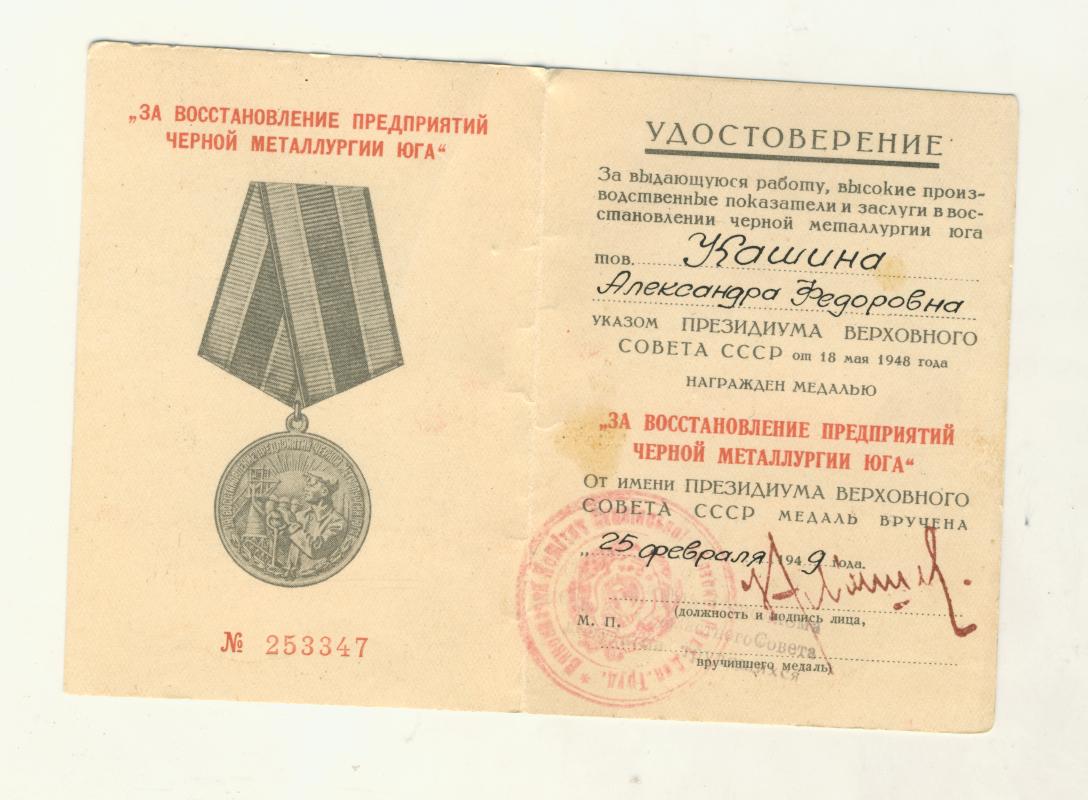 „ЗА ВОССТАНОВЛЕНИЕ ПРЕДПРИЯТИЙ
ЧЕРНОЙ МЕТАЛЛУРГИИ ЮГА“
№ 253347
УДОСТОВЕРЕНИЕ
За выдающуюся работу, высокие произ-
водственные показатели и заслуги в вос-
становлении черной металлургии юга
тов. Кашина
Александра Федоровна
УКАЗОМ ПРЕЗИДИУМА ВЕРХОВНОГО
СОВЕТА СССР от 18 мая 1948 года
НАГРАЖДЕН МЕДАЛЬЮ
„ЗА ВОССТАНОВЛЕНИЕ ПРЕДПРИЯТИЙ
ЧЕРНОЙ МЕТАЛЛУРГИИ ЮГА“
ОТ ИМЕНИ ПРЕЗИДИУМА ВЕРХОВНОГО
СОВЕТА СССР МЕДАЛЬ ВРУЧЕНА
„25 февраля 1949 года.
М. П. (должность и подпись лица,
вручившего медаль)
Совета